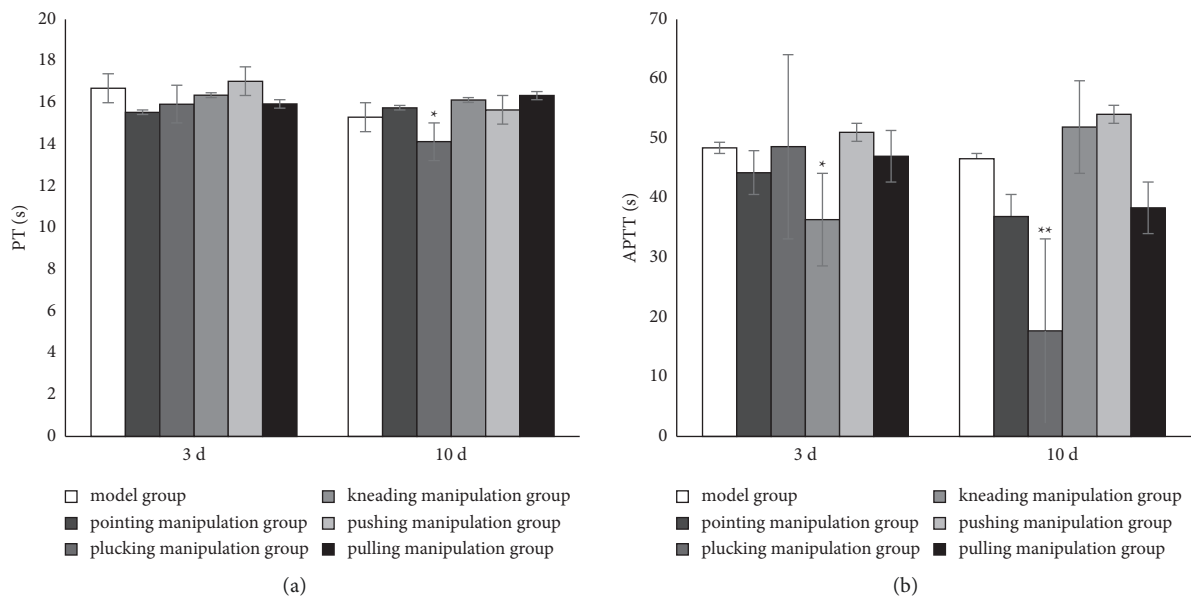 20
18
16
14
12
10
8
6
4
2
0
PT (s)
*
3 d
10 d
model group
pointing manipulation group
plucking manipulation group
kneading manipulation group
pushing manipulation group
pulling manipulation group
(a)
70
60
50
40
30
20
10
0
APTT (s)
*
**
3 d
10 d
model group
pointing manipulation group
plucking manipulation group
kneading manipulation group
pushing manipulation group
pulling manipulation group
(b)